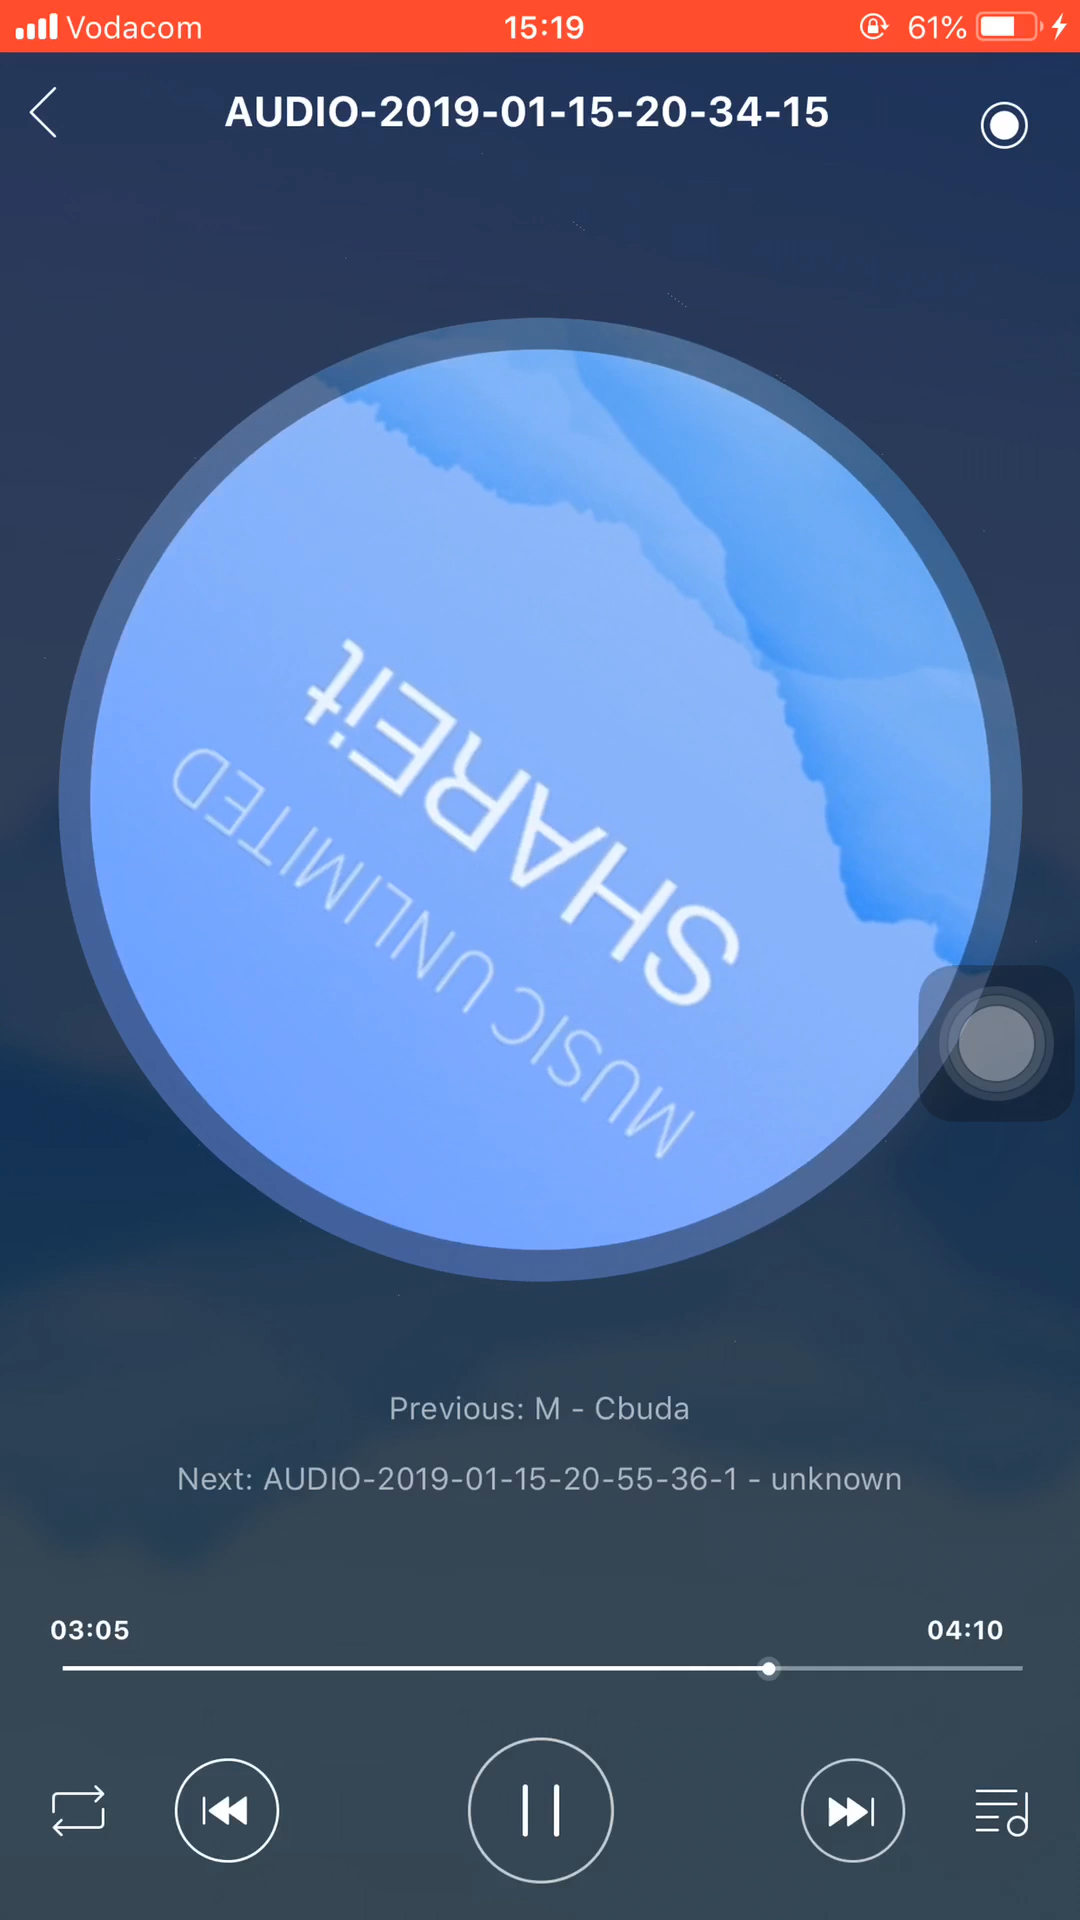 Vodacom 15:19 61%
AUDIO-2019-01-15-20-34-15
SHAREit
MUSIC UNLIMITED
Previous: M - Cbuda
Next: AUDIO-2019-01-15-20-55-36-1 - unknown
03:05 04:10